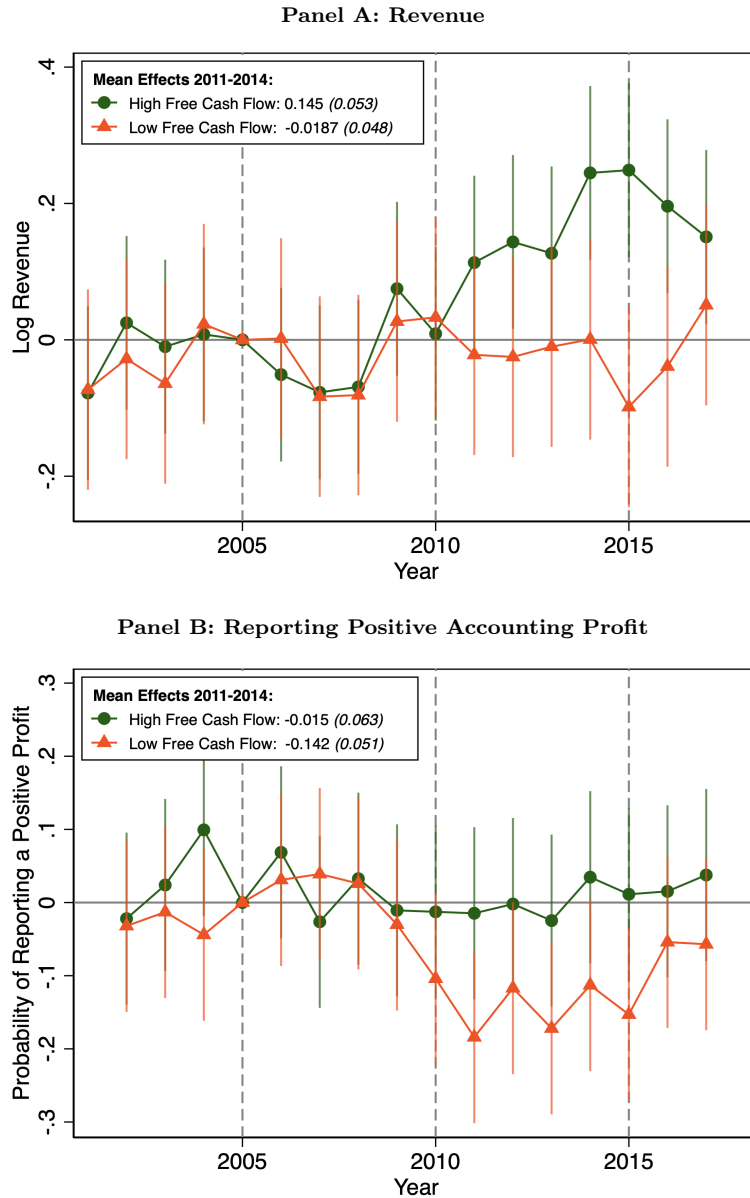 Panel A: Revenue
Mean Effects 2011-2014:
High Free Cash Flow: 0.145 (0.053)
Low Free Cash Flow: -0.0187 (0.048)
Log Revenue
.4
.2
0
-.2
2005 2010 2015
Year
Panel B: Reporting Positive Accounting Profit
Mean Effects 2011-2014:
High Free Cash Flow: -0.015 (0.063)
Low Free Cash Flow: -0.142 (0.051)
Probability of Reporting a Positive Profit
.3
.2
.1
0
-.1
-.2
-.3
2005 2010 2015
Year